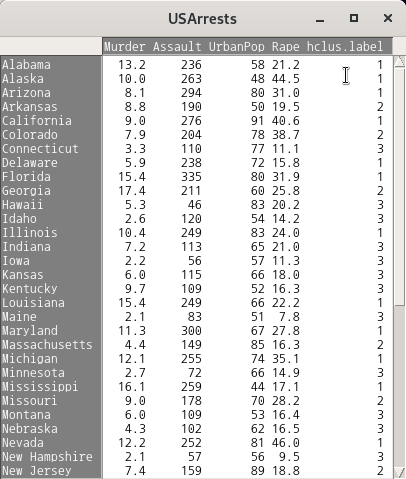 USArrests
Murder Assault UrbanPop Rape hclus.label
Alabama 13.2 236 58 21.2 1
Alaska 10.0 263 48 44.5 1
Arizona 8.1 294 80 31.0 1
Arkansas 8.8 190 50 19.5 2
California 9.0 276 91 40.6 1
Colorado 7.9 204 78 38.7 2
Connecticut 3.3 110 77 11.1 3
Delaware 5.9 238 72 15.8 1
Florida 15.4 335 80 31.9 1
Georgia 17.4 211 60 25.8 2
Hawaii 5.3 46 83 20.2 3
Idaho 2.6 120 54 14.2 3
Illinois 10.4 249 83 24.0 1
Indiana 7.2 113 65 21.0 3
Iowa 2.2 56 57 11.3 3
Kansas 6.0 115 66 18.0 3
Kentucky 9.7 109 52 16.3 3
Louisiana 15.4 249 66 22.2 1
Maine 2.1 83 51 7.8 3
Maryland 11.3 300 67 27.8 1
Massachusetts 4.4 149 85 16.3 2
Michigan 12.1 255 74 35.1 1
Minnesota 2.7 72 66 14.9 3
Mississippi 16.1 259 44 17.1 1
Missouri 9.0 178 70 28.2 2
Montana 6.0 109 53 16.4 3
Nebraska 4.3 102 62 16.5 3
Nevada 12.2 252 81 46.0 1
New Hampshire 2.1 57 56 9.5 3
New Jersey 7.4 159 89 18.8 2